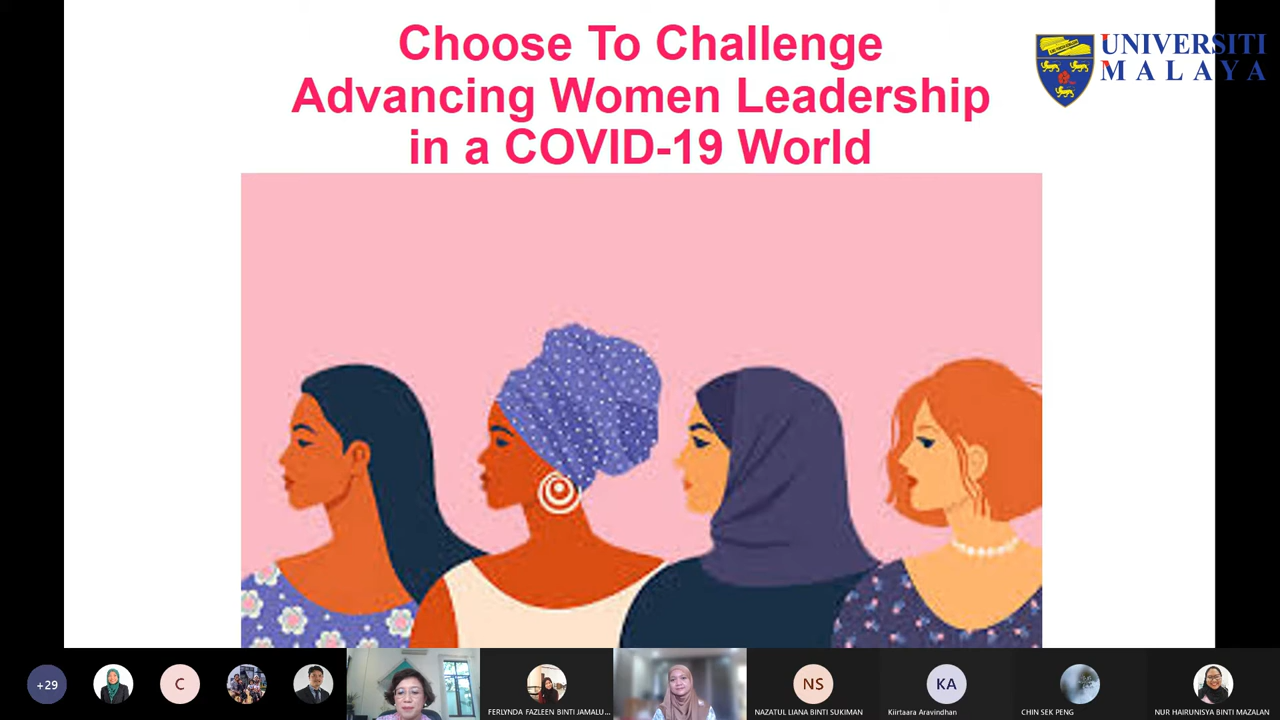 Choose To Challenge
Advancing Women Leadership
in a COVID-19 World
UNIVERSITI
MALAYA
+29
C
FERLYNDA FAZLEEN BINTI JAMALU...
NS
NAZATUL LIANA BINTI SUKIMAN
KA
Kiirtaara Aravindhan
CHIN SEK PENG
NUR HAIRUNISYA BINTI MAZALAN